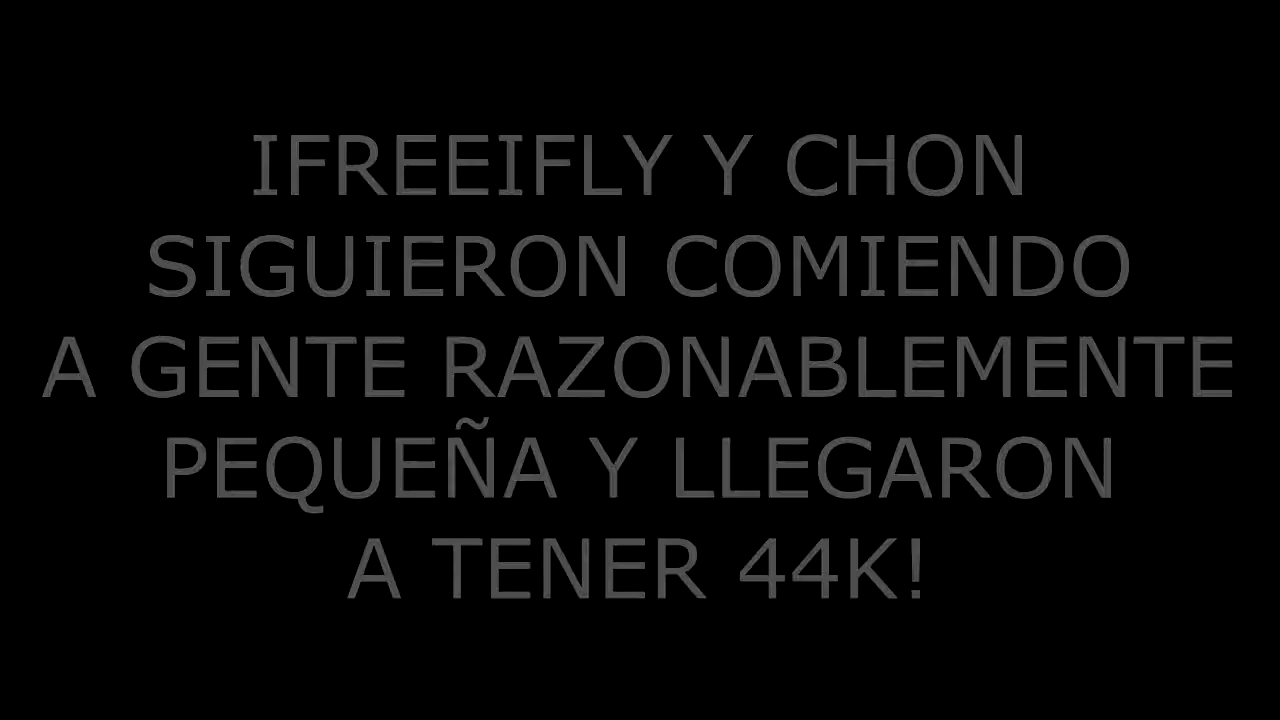 IFREEIFLY Y CHON
SIGUIERON COMIENDO
A GENTE RAZONABLEMENTE
PEQUEÑA Y LLEGARON
A TENER 44K!